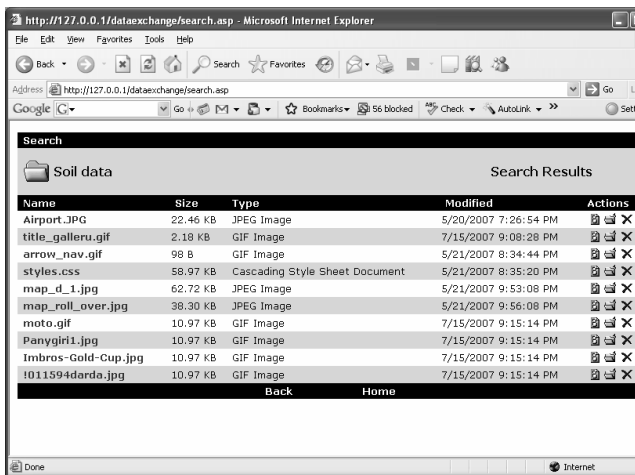 http://127.0.0.1/dataexchange/search.asp - Microsoft Internet Explorer
File Edit View Favorites Tools Help
Back Search Favorites
Address http://127.0.0.1/dataexchange/search.asp Go
Google G Go Bookmarks 56 blocked Check AutoLink >> Sett
Search
Soil data Search Results
Name Size Type Modified Actions
Airport.JPG 22.46 KB JPEG Image 5/20/2007 7:26:54 PM
title_galleru.gif 2.18 KB GIF Image 7/15/2007 9:08:28 PM
arrow_nav.gif 98 B GIF Image 5/21/2007 8:34:44 PM
styles.css 58.97 KB Cascading Style Sheet Document 5/21/2007 8:35:20 PM
map_d_1.jpg 62.72 KB JPEG Image 5/21/2007 9:53:08 PM
map_roll_over.jpg 38.30 KB JPEG Image 5/21/2007 9:56:08 PM
moto.gif 10.97 KB GIF Image 7/15/2007 9:15:14 PM
Panygiri1.jpg 10.97 KB GIF Image 7/15/2007 9:15:14 PM
Imbros-Gold-Cup.jpg 10.97 KB GIF Image 7/15/2007 9:15:14 PM
!011594darda.jpg 10.97 KB GIF Image 7/15/2007 9:15:14 PM
Back Home
Done Internet